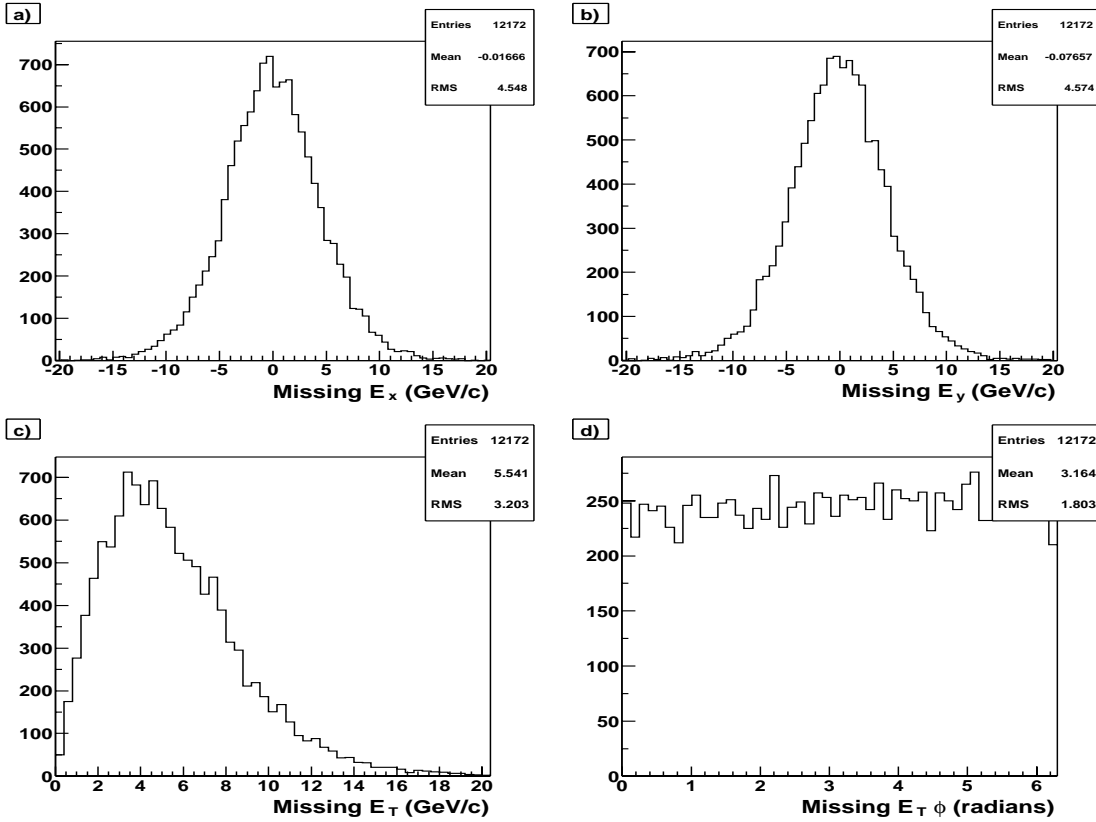 a)
Entries 12172
Mean -0.01666
RMS 4.548
700
600
500
400
300
200
100
0
-20 -15 -10 -5 0 5 10 15 20
Missing E x (GeV/c)
b)
Entries 12172
Mean -0.07657
RMS 4.574
700
600
500
400
300
200
100
0
-20 -15 -10 -5 0 5 10 15 20
Missing E y (GeV/c)
c)
Entries 12172
Mean 5.541
RMS 3.203
700
600
500
400
300
200
100
0
0 2 4 6 8 10 12 14 16 18 20
Missing E T (GeV/c)
d)
Entries 12172
Mean 3.164
RMS 1.803
250
200
150
100
50
0
0 1 2 3 4 5 6
Missing E T ϕ (radians)